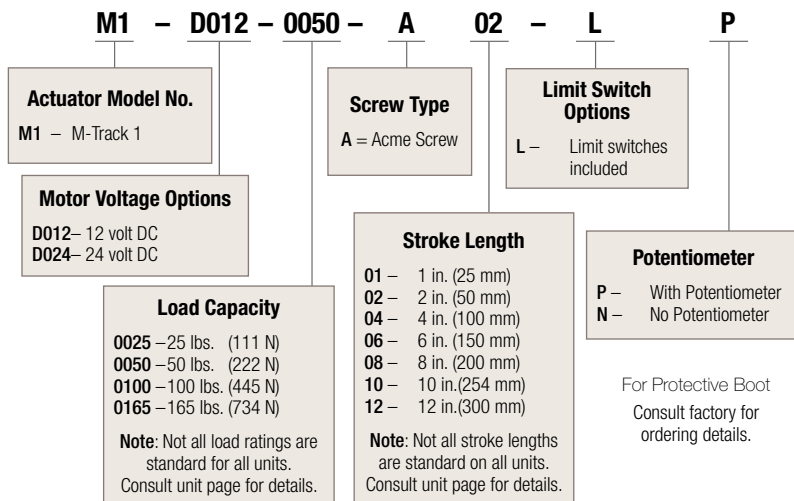 M1 – D012 – 0050 – A 02 – L P
Actuator Model No.
M1 – M-Track 1
Motor Voltage Options
D012– 12 volt DC
D024– 24 volt DC
Load Capacity
0025 –25 lbs. (111 N)
0050 –50 lbs. (222 N)
0100 –100 lbs. (445 N)
0165 –165 lbs. (734 N)
Note: Not all load ratings are
standard for all units.
Consult unit page for details.
Screw Type
A = Acme Screw
Stroke Length
01 – 1 in. (25 mm)
02 – 2 in. (50 mm)
04 – 4 in. (100 mm)
06 – 6 in. (150 mm)
08 – 8 in. (200 mm)
10 – 10 in.(254 mm)
12 – 12 in.(300 mm)
Note: Not all stroke lengths
are standard on all units.
Consult unit page for details.
Limit Switch
Options
L – Limit switches
included
Potentiometer
P – With Potentiometer
N – No Potentiometer
For Protective Boot
Consult factory for
ordering details.